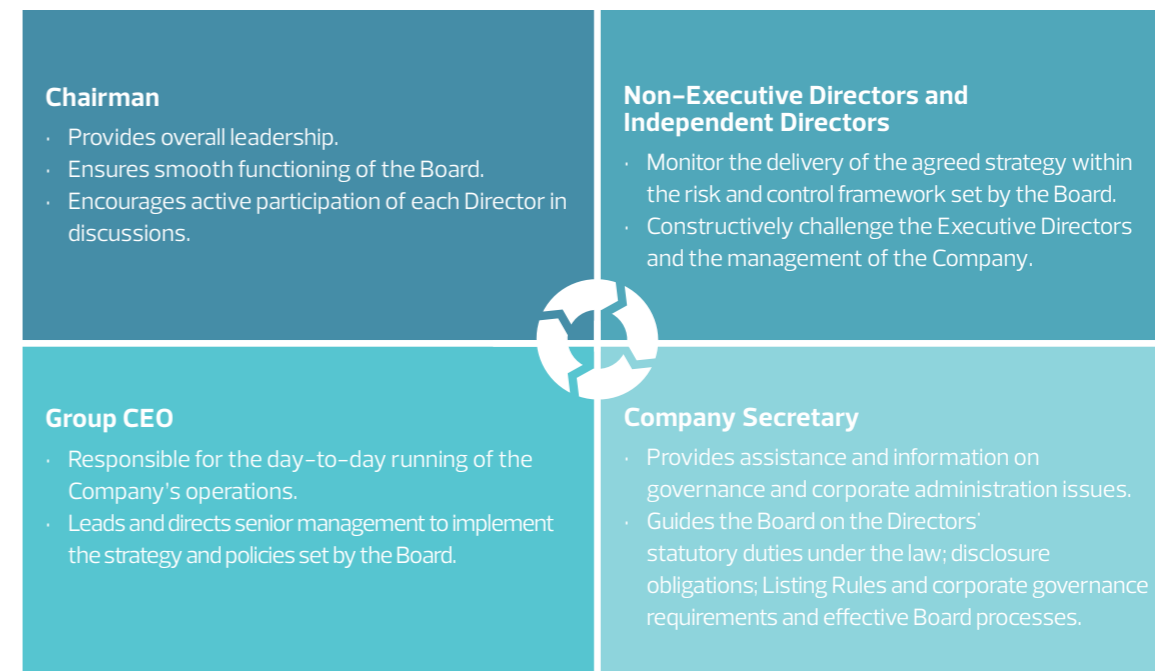 Chairman
· Provides overall leadership.
· Ensures smooth functioning of the Board.
· Encourages active participation of each Director in
discussions.
Non-Executive Directors and
Independent Directors
· Monitor the delivery of the agreed strategy within
the risk and control framework set by the Board.
· Constructively challenge the Executive Directors
and the management of the Company.
Group CEO
· Responsible for the day-to-day running of the
Company's operations.
· Leads and directs senior management to implement
the strategy and policies set by the Board.
Company Secretary
· Provides assistance and information on
governance and corporate administration issues.
· Guides the Board on the Directors'
statutory duties under the law; disclosure
obligations; Listing Rules and corporate governance
requirements and effective Board processes.